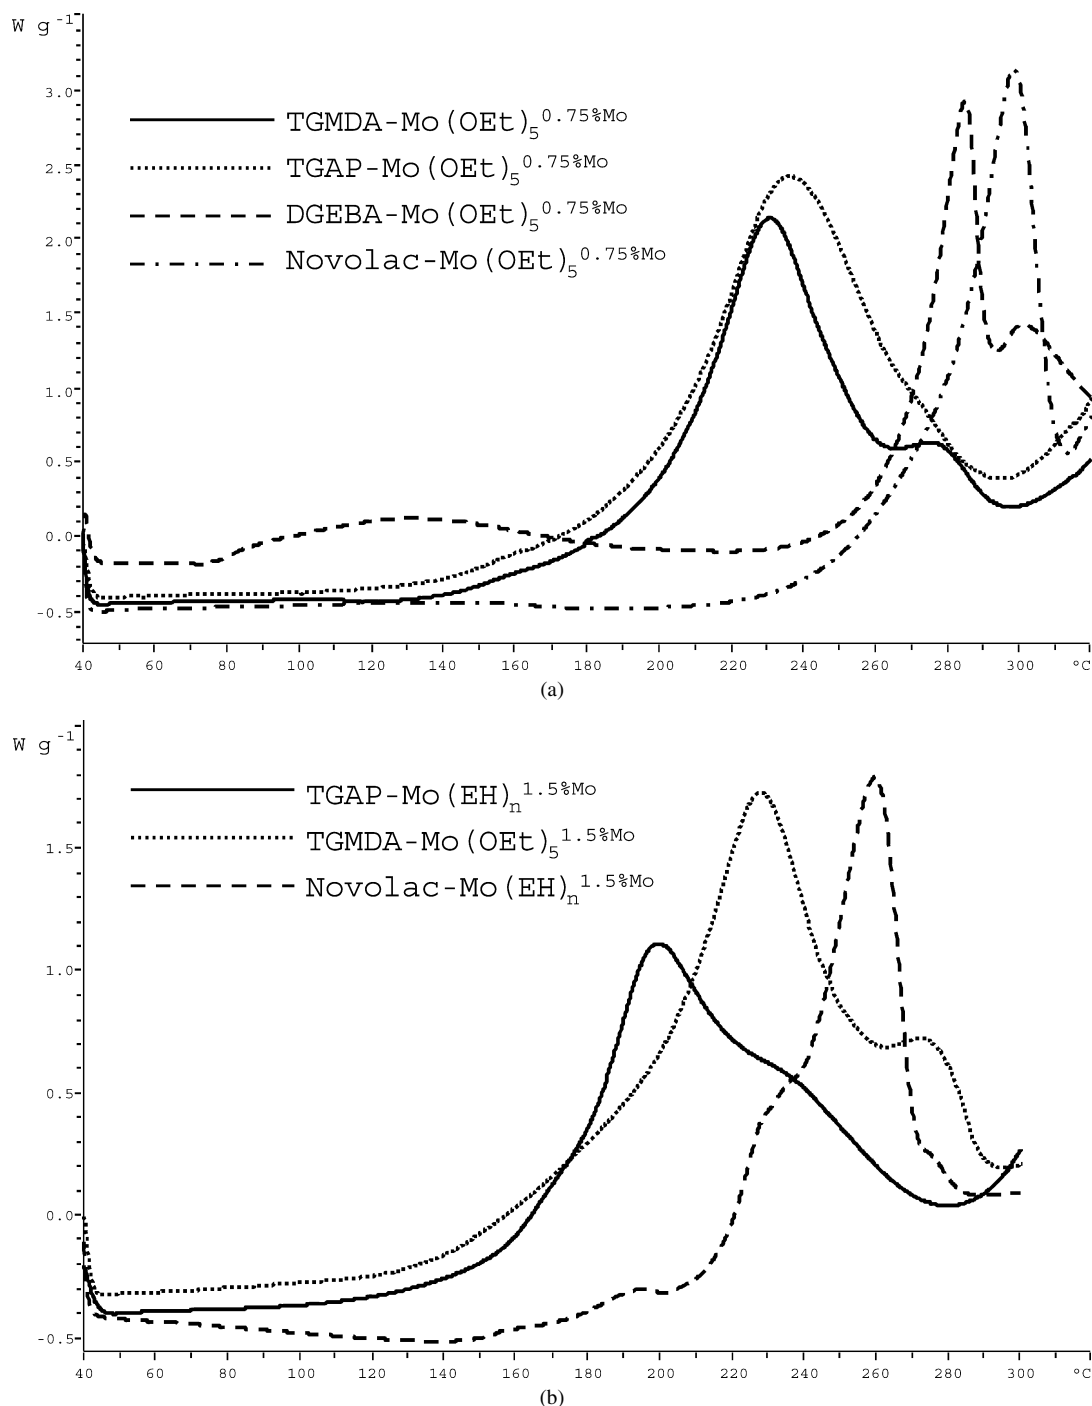 W g-1
3.0
TGMDA-Mo(OEt)5 0.75%Mo
TGAP-Mo(OEt)5 0.75%Mo
2.5
DGEBA-Mo(OEt)5 0.75%Mo
2.0
Novolac-Mo(OEt)5 0.75%Mo
1.5
1.0
0.5
0.0
-0.5
40 60 80 100 120 140 160 180 200 220 240 260 280 300 °C
(a)
W g-1
TGAP-Mo(EH)n 1.5%Mo
TGMDA-Mo(OEt)5 1.5%Mo
1.5
Novolac-Mo(EH)n 1.5%Mo
1.0
0.5
0.0
-0.5
40 60 80 100 120 140 160 180 200 220 240 260 280 300 °C
(b)